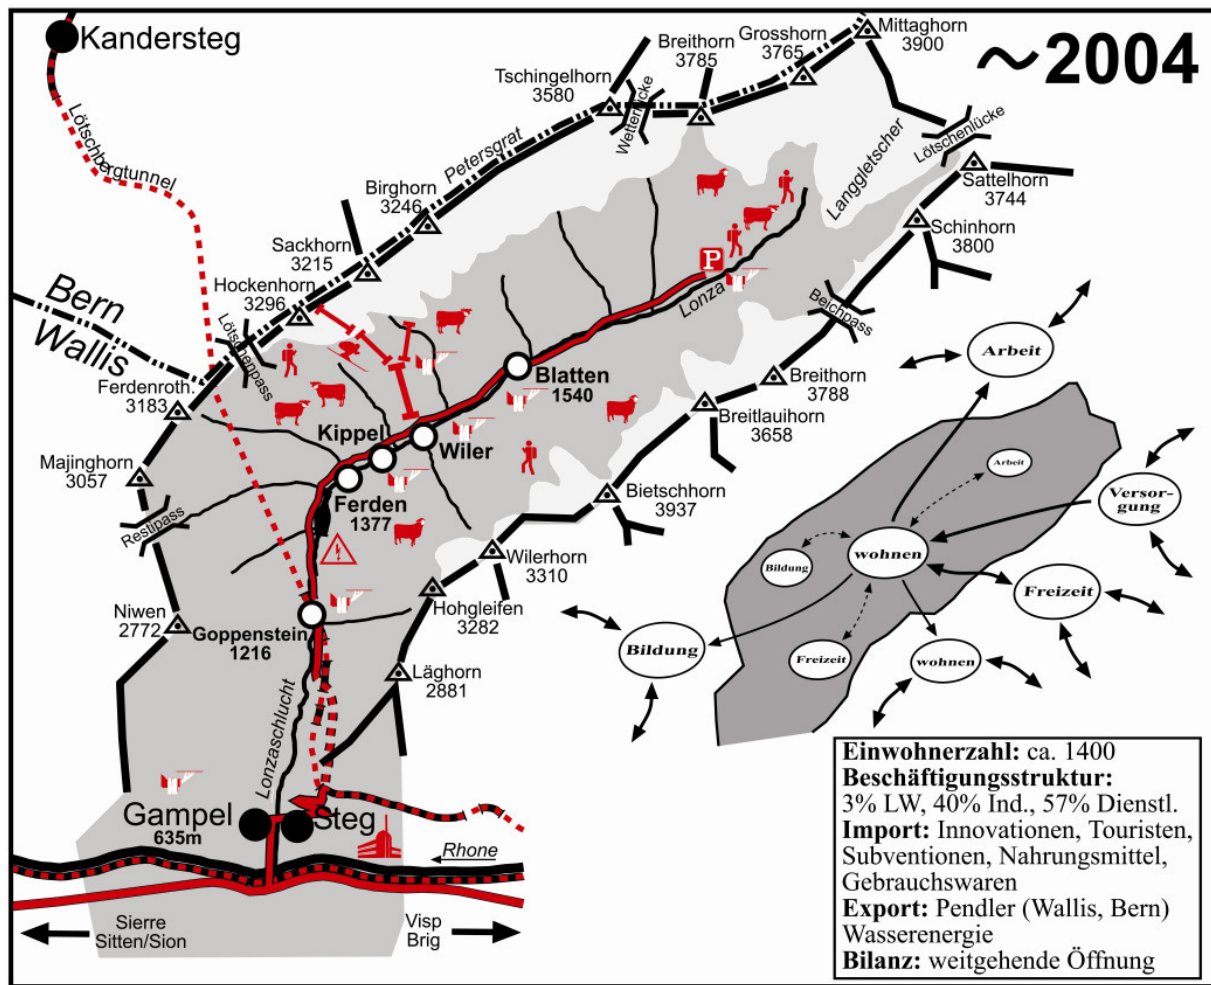 Kandersteg
~2004
Mittaghorn
3900
Grosshorn
3765
Breithorn
3785
Tschingelhorn
3580
Wetterlücke
Lötschenlücke
Langgletscher
Petersgrat
Lötschbergtunnel
Birghorn
3246
Sattelhorn
3744
Schinhorn
3800
Sackhorn
3215
Hockenhorn
3296
P
Lonza
Beichpass
Bern
Wallis
Lötschenpass
Ferdenroth.
3183
Blatten
1540
Breithorn
3788
Breitlauihorn
3658
Kippel
Wiler
Majinghorn
3057
Ferden
1377
Restipass
Bietschhorn
3937
Wilerhorn
3310
Niwen
2772
Goppenstein
1216
Hohgleifen
3282
Läghorn
2881
Lonzaschlucht
Gampel
635m
Steg
Rhone
Sierre
Sitten/Sion
Visp
Brig
Arbeit
Arbeit
Versor-
gung
wohnen
Bildung
Freizeit
Bildung
Freizeit
wohnen
Einwohnerzahl: ca. 1400
Beschäftigungsstruktur:
3% LW, 40% Ind., 57% Dienstl.
Import: Innovationen, Touristen,
Subventionen, Nahrungsmittel,
Gebrauchswaren
Export: Pendler (Wallis, Bern)
Wasserenergie
Bilanz: weitgehende Öffnung